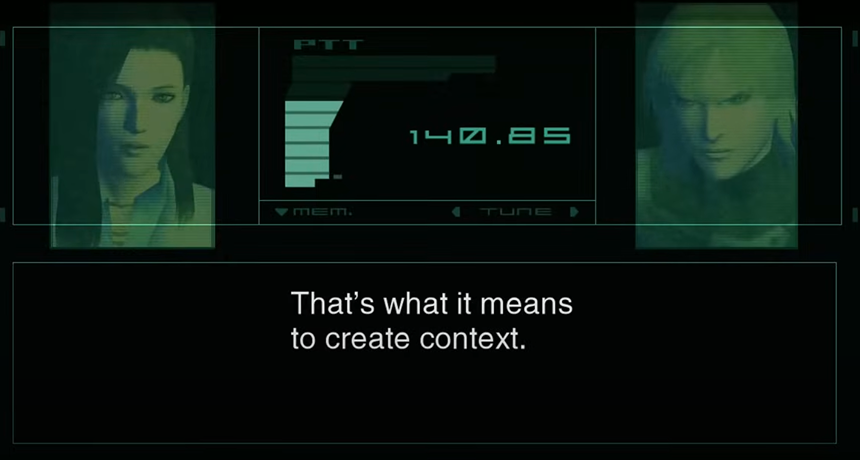 PTT
140.85
MEM.
TUNE
That's what it means
to create context.